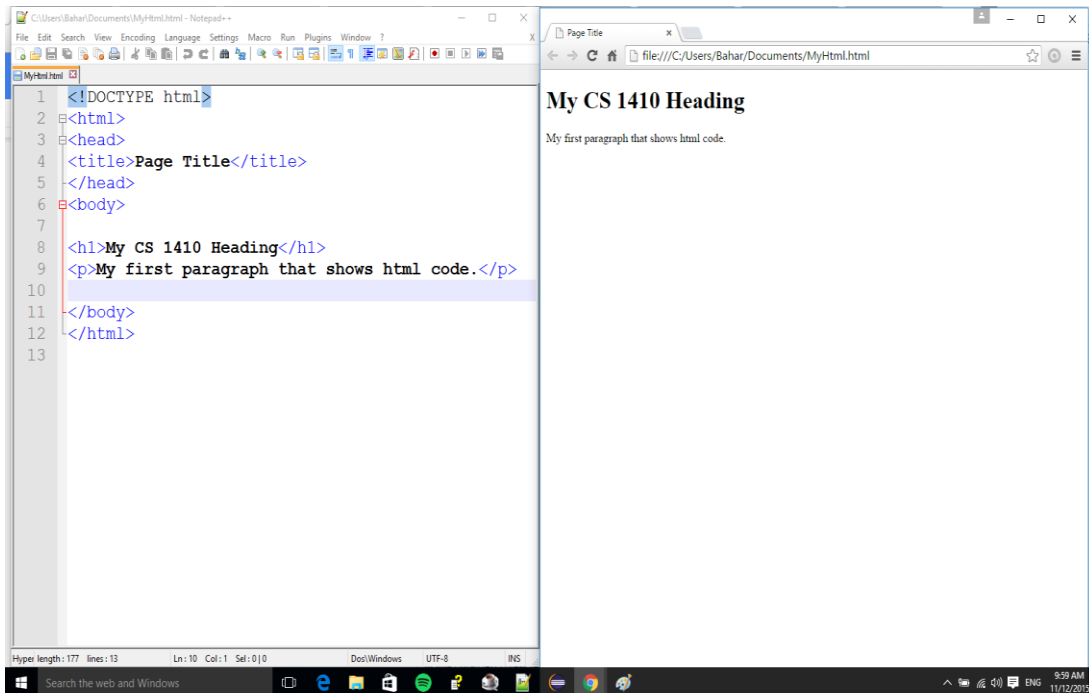 C:\Users\Bahar\Documents\MyHtml.html - Notepad++
File Edit Search View Encoding Language Settings Macro Run Plugins Window ? X
MyHtml.html
1 <!DOCTYPE html>
2 <html>
3 <head>
4 <title>Page Title</title>
5 </head>
6 <body>
7
8 <h1>My CS 1410 Heading</h1>
9 <p>My first paragraph that shows html code.</p>
10
11 </body>
12 </html>
13
Hyper length : 177 lines : 13 Ln : 10 Col : 1 Sel : 0 | 0 Dos\Windows UTF-8 INS
Page Title
file:///C:/Users/Bahar/Documents/MyHtml.html
My CS 1410 Heading
My first paragraph that shows html code.
Search the web and Windows
ENG
9:59 AM
11/12/2015